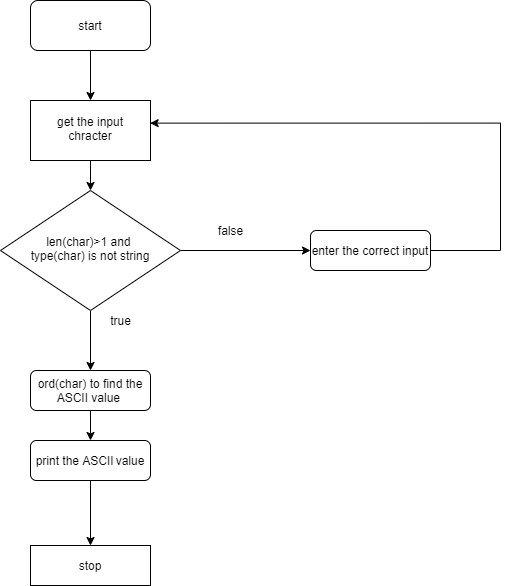 start
get the input
chracter
len(char)>1 and
type(char) is not string
false
enter the correct input
true
ord(char) to find the
ASCII value
print the ASCII value
stop